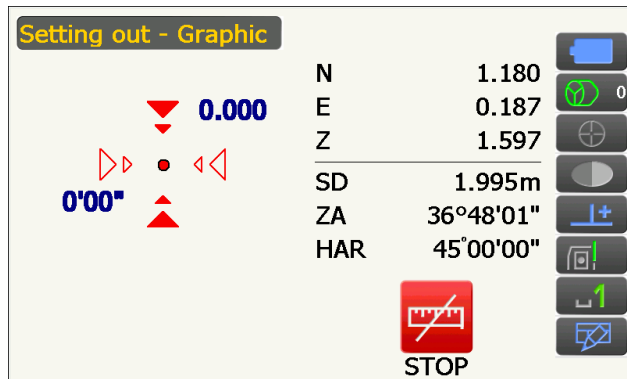 Setting out - Graphic
0.000
0'00"
N 1.180
E 0.187
Z 1.597
SD 1.995m
ZA 36°48'01"
HAR 45°00'00"
STOP
0
1